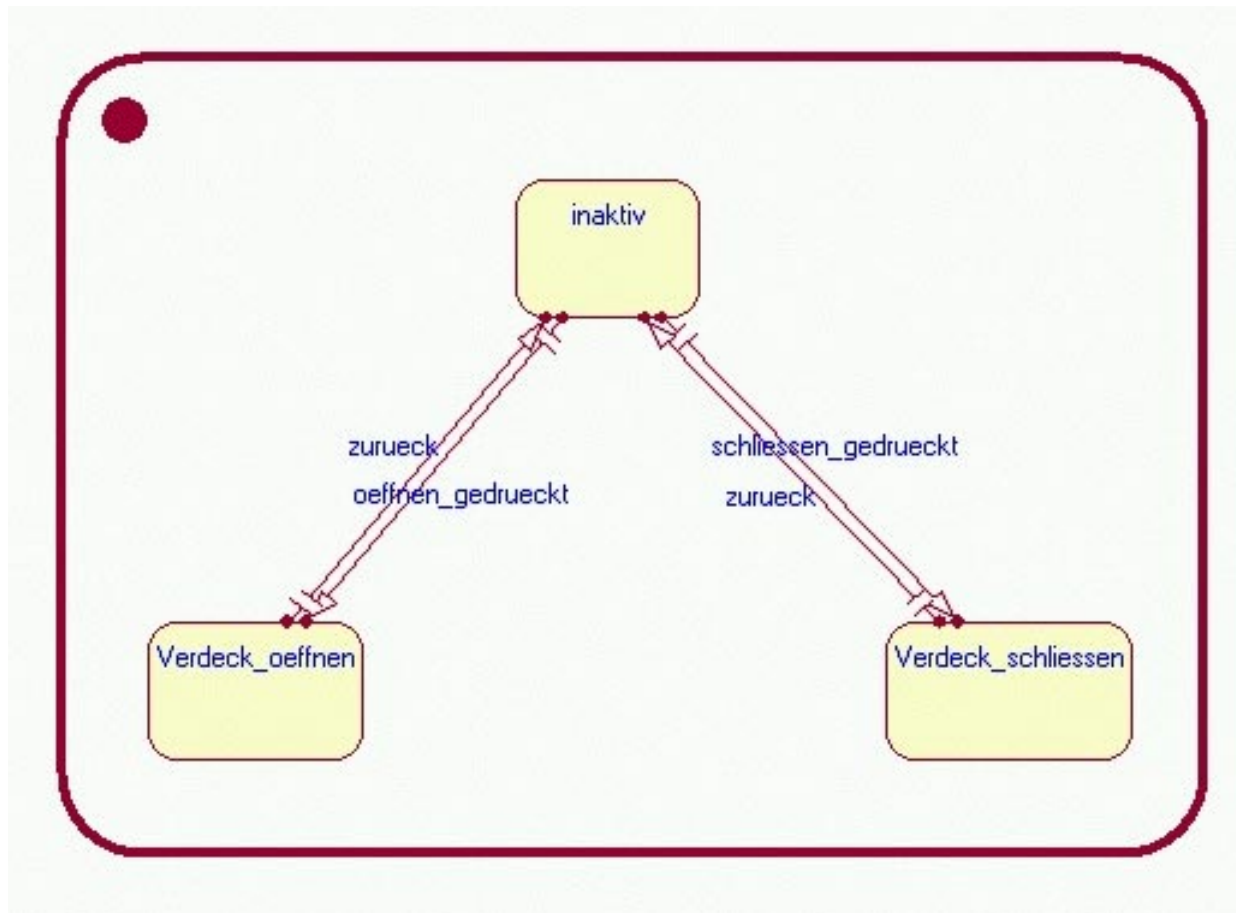 inaktiv
zurueck
schliessen_gedrueckt
oeffnen_gedrueckt
zurueck
Verdeck_oeffnen
Verdeck_schliessen